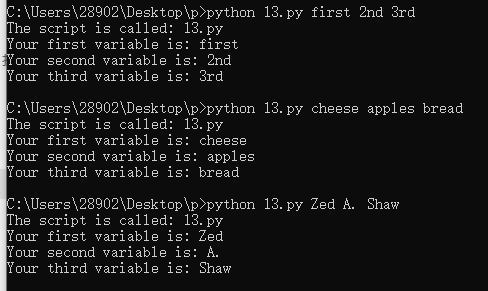 C:\Users\28902\Desktop\p>python 13.py first 2nd 3rd
The script is called: 13.py
Your first variable is: first
Your second variable is: 2nd
Your third variable is: 3rd
C:\Users\28902\Desktop\p>python 13.py cheese apples bread
The script is called: 13.py
Your first variable is: cheese
Your second variable is: apples
Your third variable is: bread
C:\Users\28902\Desktop\p>python 13.py Zed A. Shaw
The script is called: 13.py
Your first variable is: Zed
Your second variable is: A.
Your third variable is: Shaw